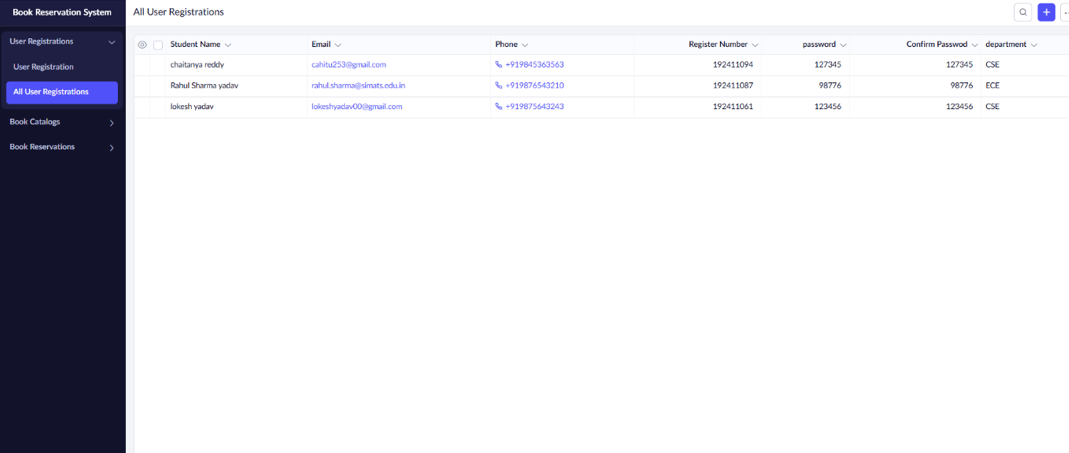 Book Reservation System
All User Registrations
User Registrations
User Registration
All User Registrations
Book Catalogs
Book Reservations
Student Name Email Phone Register Number password Confirm Passwod department
chaitanya reddy cahitu253@gmail.com +919845363563 192411094 127345 127345 CSE
Rahul Sharma yadav rahul.sharma@simats.edu.in +919876543210 192411087 98776 98776 ECE
lokesh yadav lokeshyadav00@gmail.com +919875643243 192411061 123456 123456 CSE